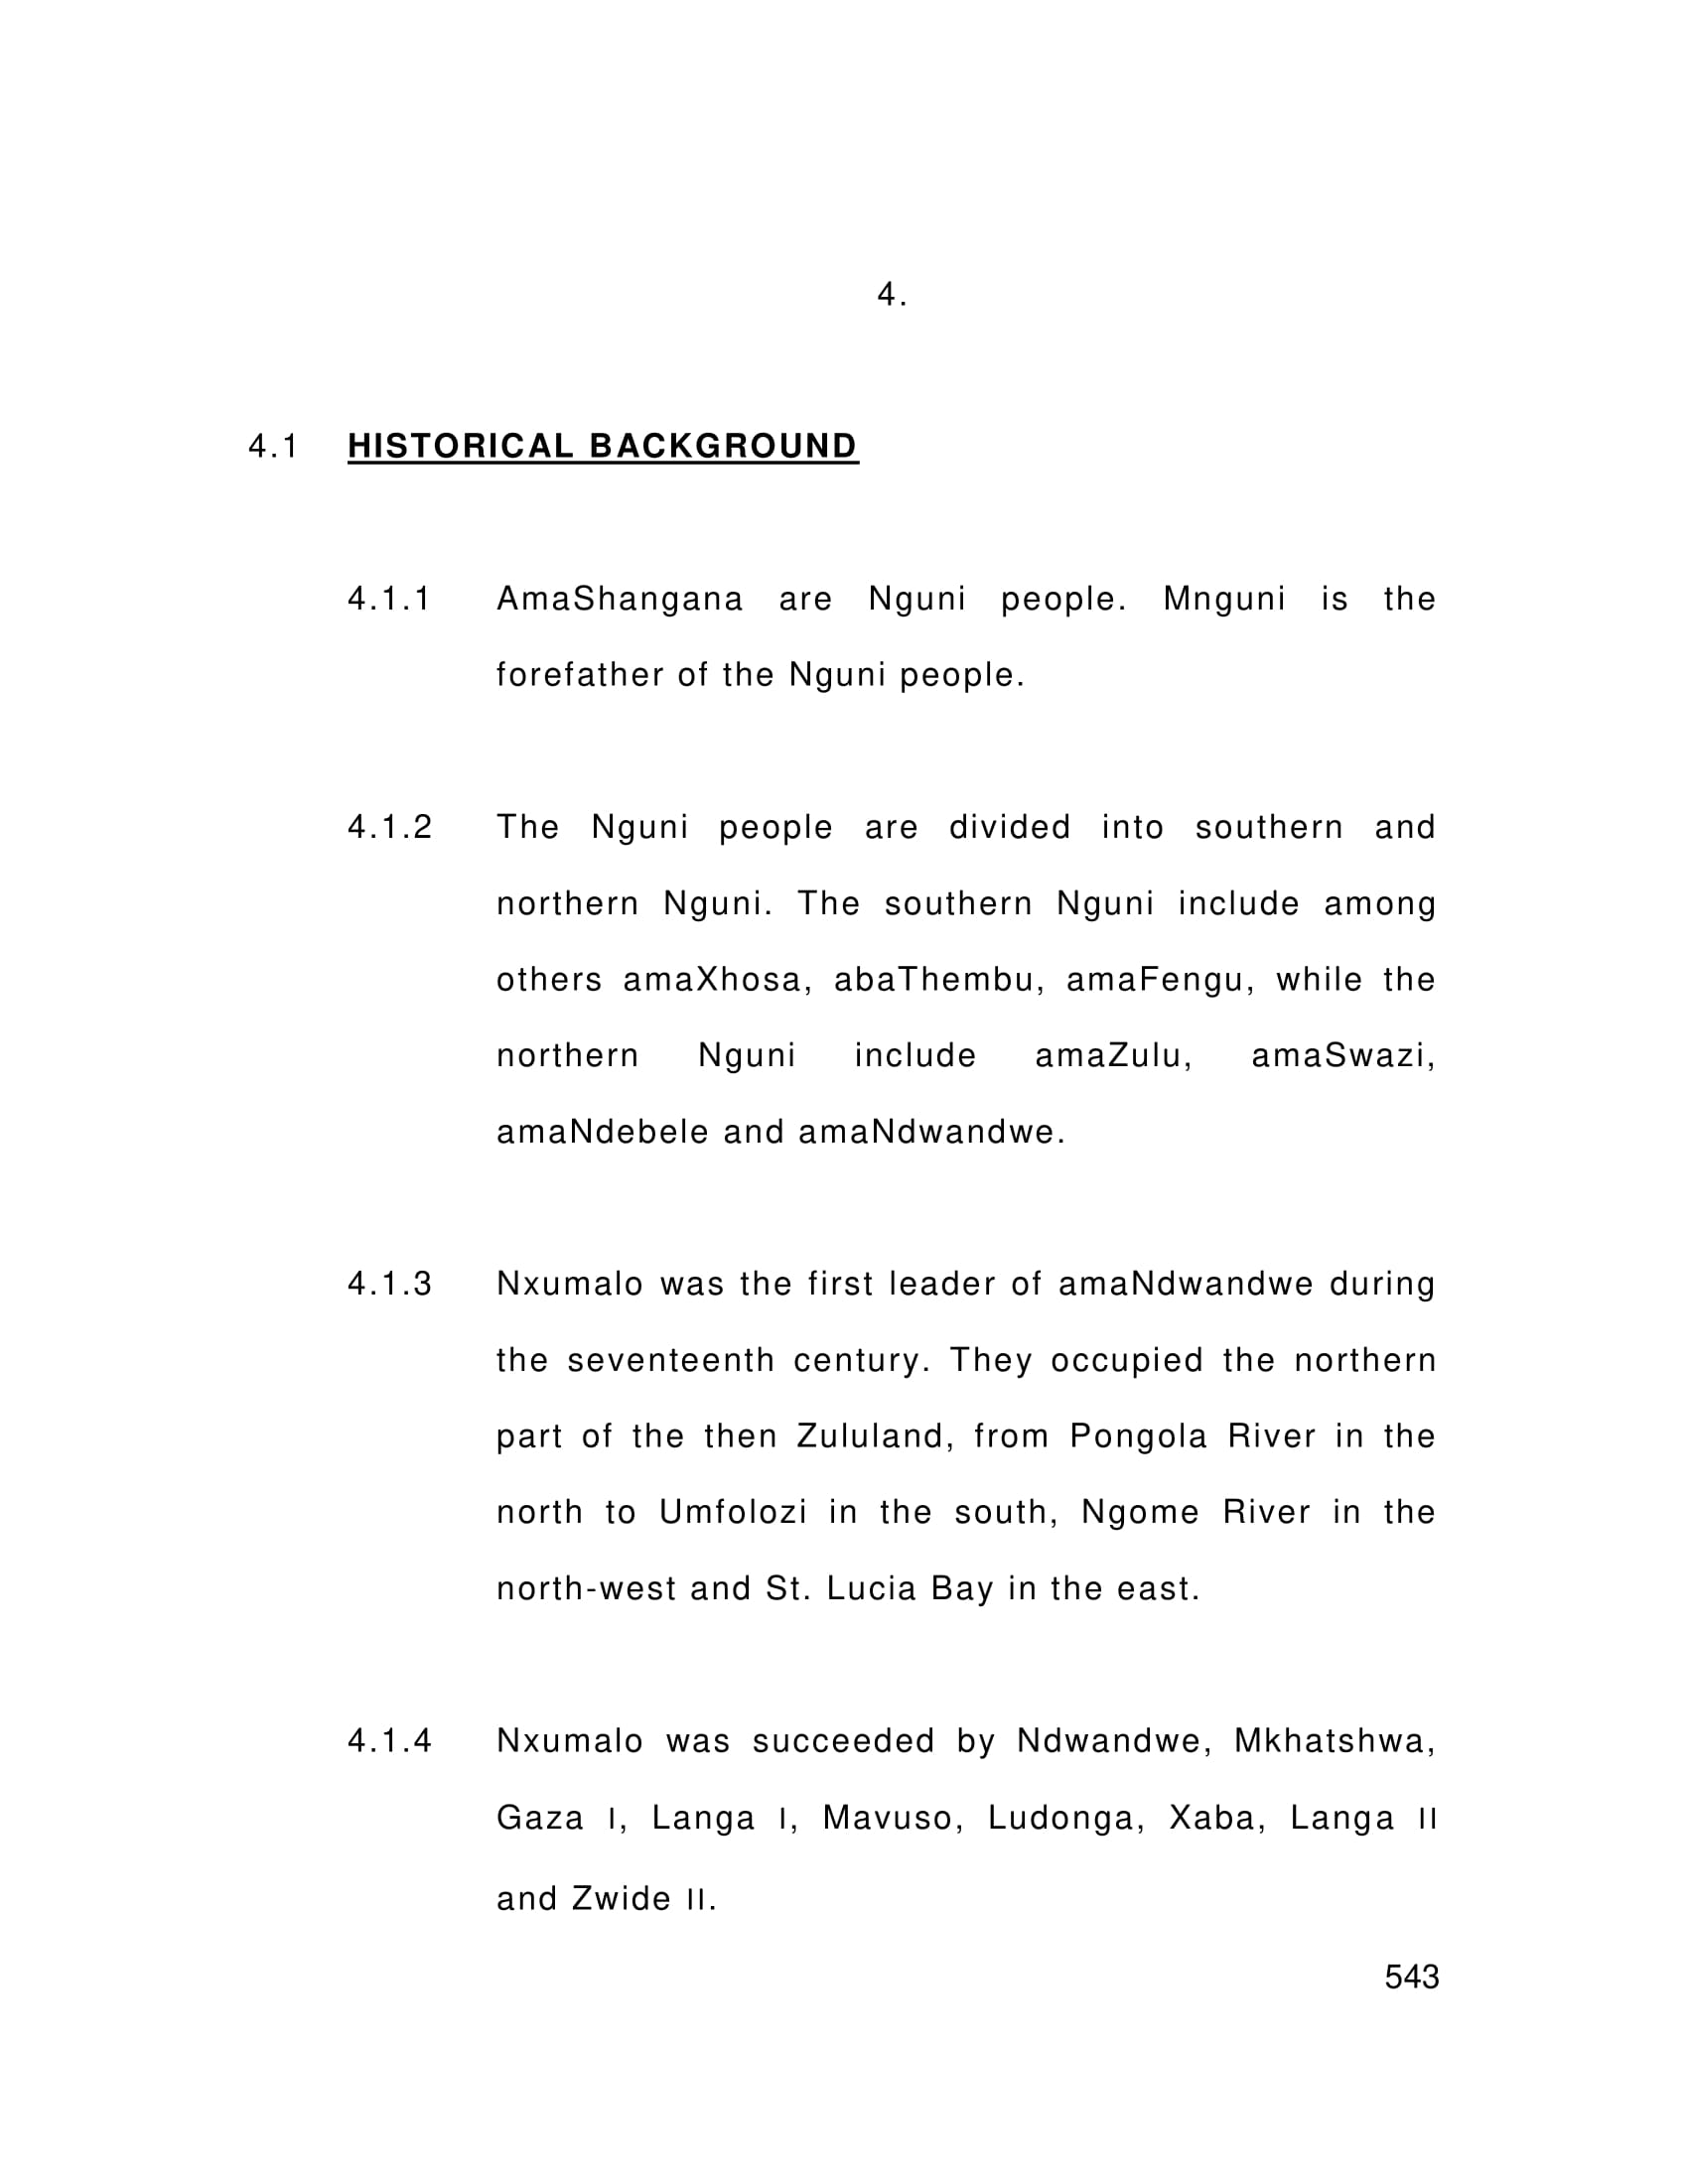 4.
4.1 HISTORICAL BACKGROUND
4.1.1 AmaShangana are Nguni people. Mnguni is the
forefather of the Nguni people.
4.1.2 The Nguni people are divided into southern and
northern Nguni. The southern Nguni include among
others amaXhosa, abaThembu, amaFengu, while the
northern Nguni include amaZulu, amaSwazi,
amaNdebele and amaNdwandwe.
4.1.3 Nxumalo was the first leader of amaNdwandwe during
the seventeenth century. They occupied the northern
part of the then Zululand, from Pongola River in the
north to Umfolozi in the south, Ngome River in the
north-west and St. Lucia Bay in the east.
4.1.4 Nxumalo was succeeded by Ndwandwe, Mkhatshwa,
Gaza I, Langa I, Mavuso, Ludonga, Xaba, Langa II
and Zwide II.
543